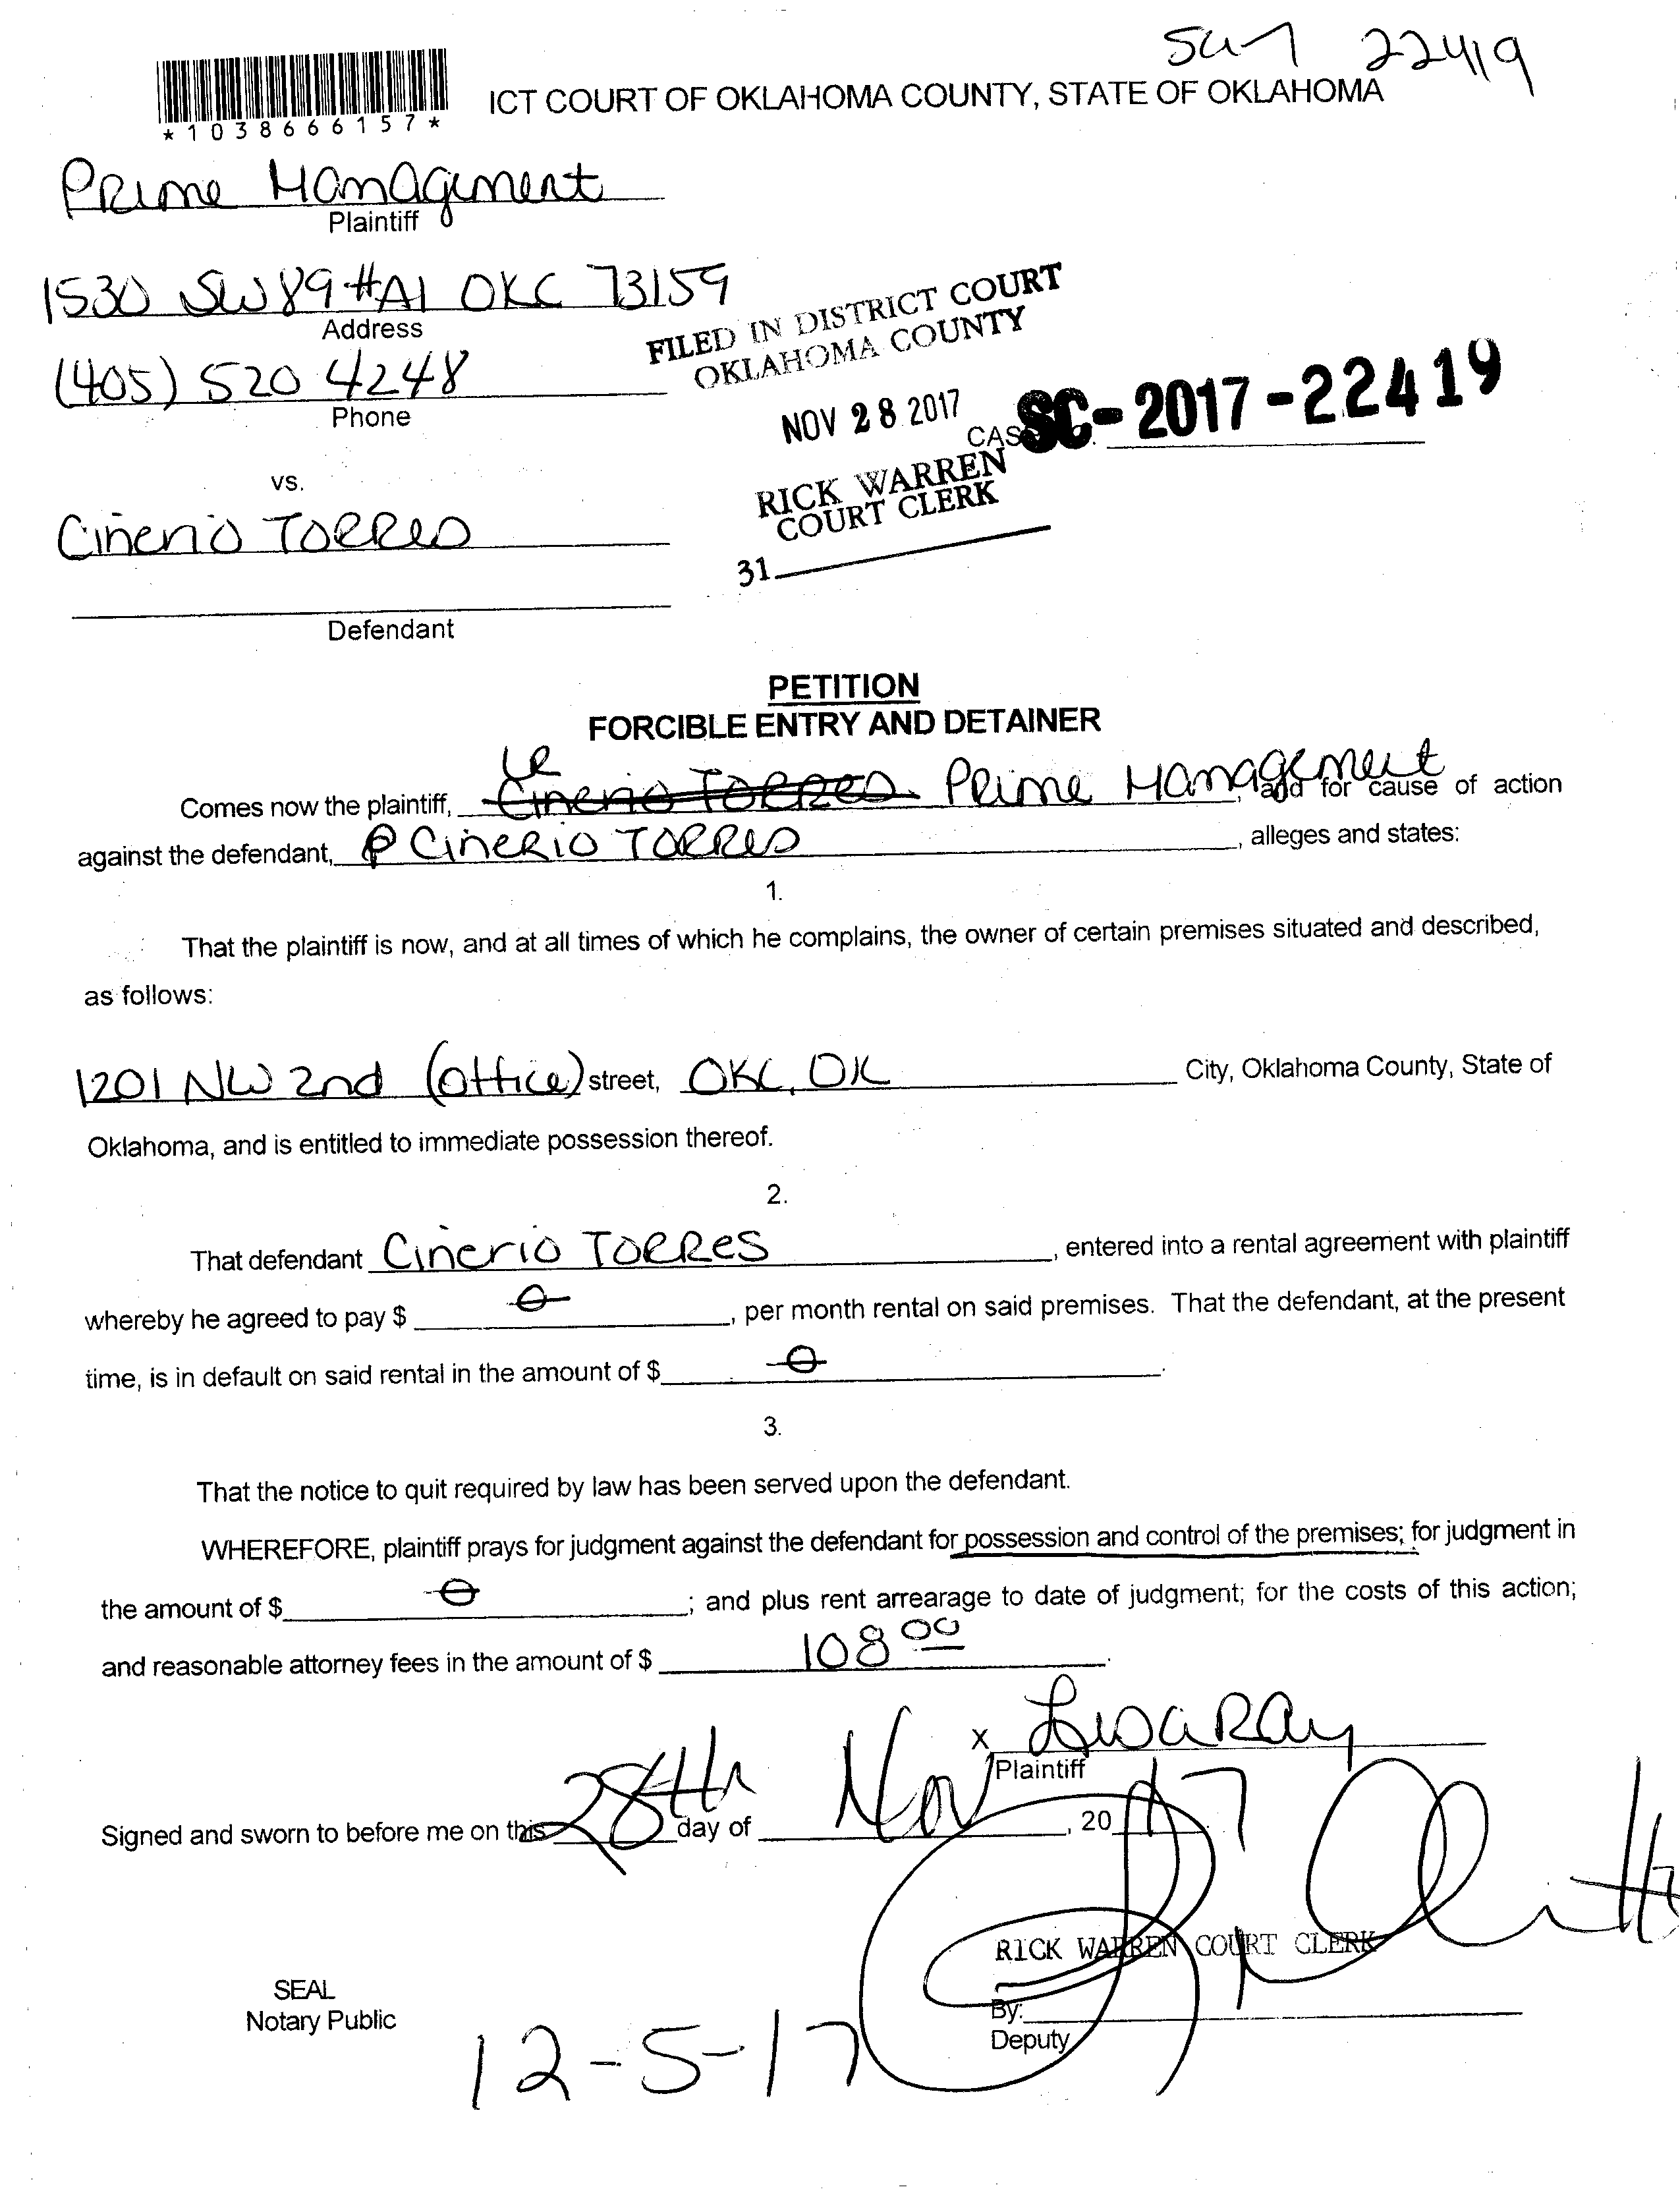 22419
*1038666157*
ICT COURT OF OKLAHOMA COUNTY, STATE OF OKLAHOMA
Prime Management
Plaintiff
1530 SW 89 #A1 OKC 73159
Address
FILED IN DISTRICT COURT
OKLAHOMA COUNTY
(405) 520 4248
Phone
NOV 28 2017
CAS SC-2017-22419
RICK WARREN
COURT CLERK
vs.
Cinerio TORRES
31
Defendant
PETITION
FORCIBLE ENTRY AND DETAINER
Comes now the plaintiff, Cinerio TORRES Prime Management, and for cause of action
against the defendant, Cinerio TORRES, alleges and states:
1.
That the plaintiff is now, and at all times of which he complains, the owner of certain premises situated and described,
as follows:
1201 NW 2nd (office) street, OKC, OK City, Oklahoma County, State of
Oklahoma, and is entitled to immediate possession thereof.
2.
That defendant Cinerio TORRES, entered into a rental agreement with plaintiff
whereby he agreed to pay $ 0, per month rental on said premises. That the defendant, at the present
time, is in default on said rental in the amount of $ 0.
3.
That the notice to quit required by law has been served upon the defendant.
WHEREFORE, plaintiff prays for judgment against the defendant for possession and control of the premises; for judgment in
the amount of $ 0; and plus rent arrearage to date of judgment; for the costs of this action;
and reasonable attorney fees in the amount of $ 108 00.
x Lisa Ray
Plaintiff
Signed and sworn to before me on this 28th day of Nov, 20 17
RICK WARREN COURT CLERK
SEAL
Notary Public
By:
Deputy
12-5-17